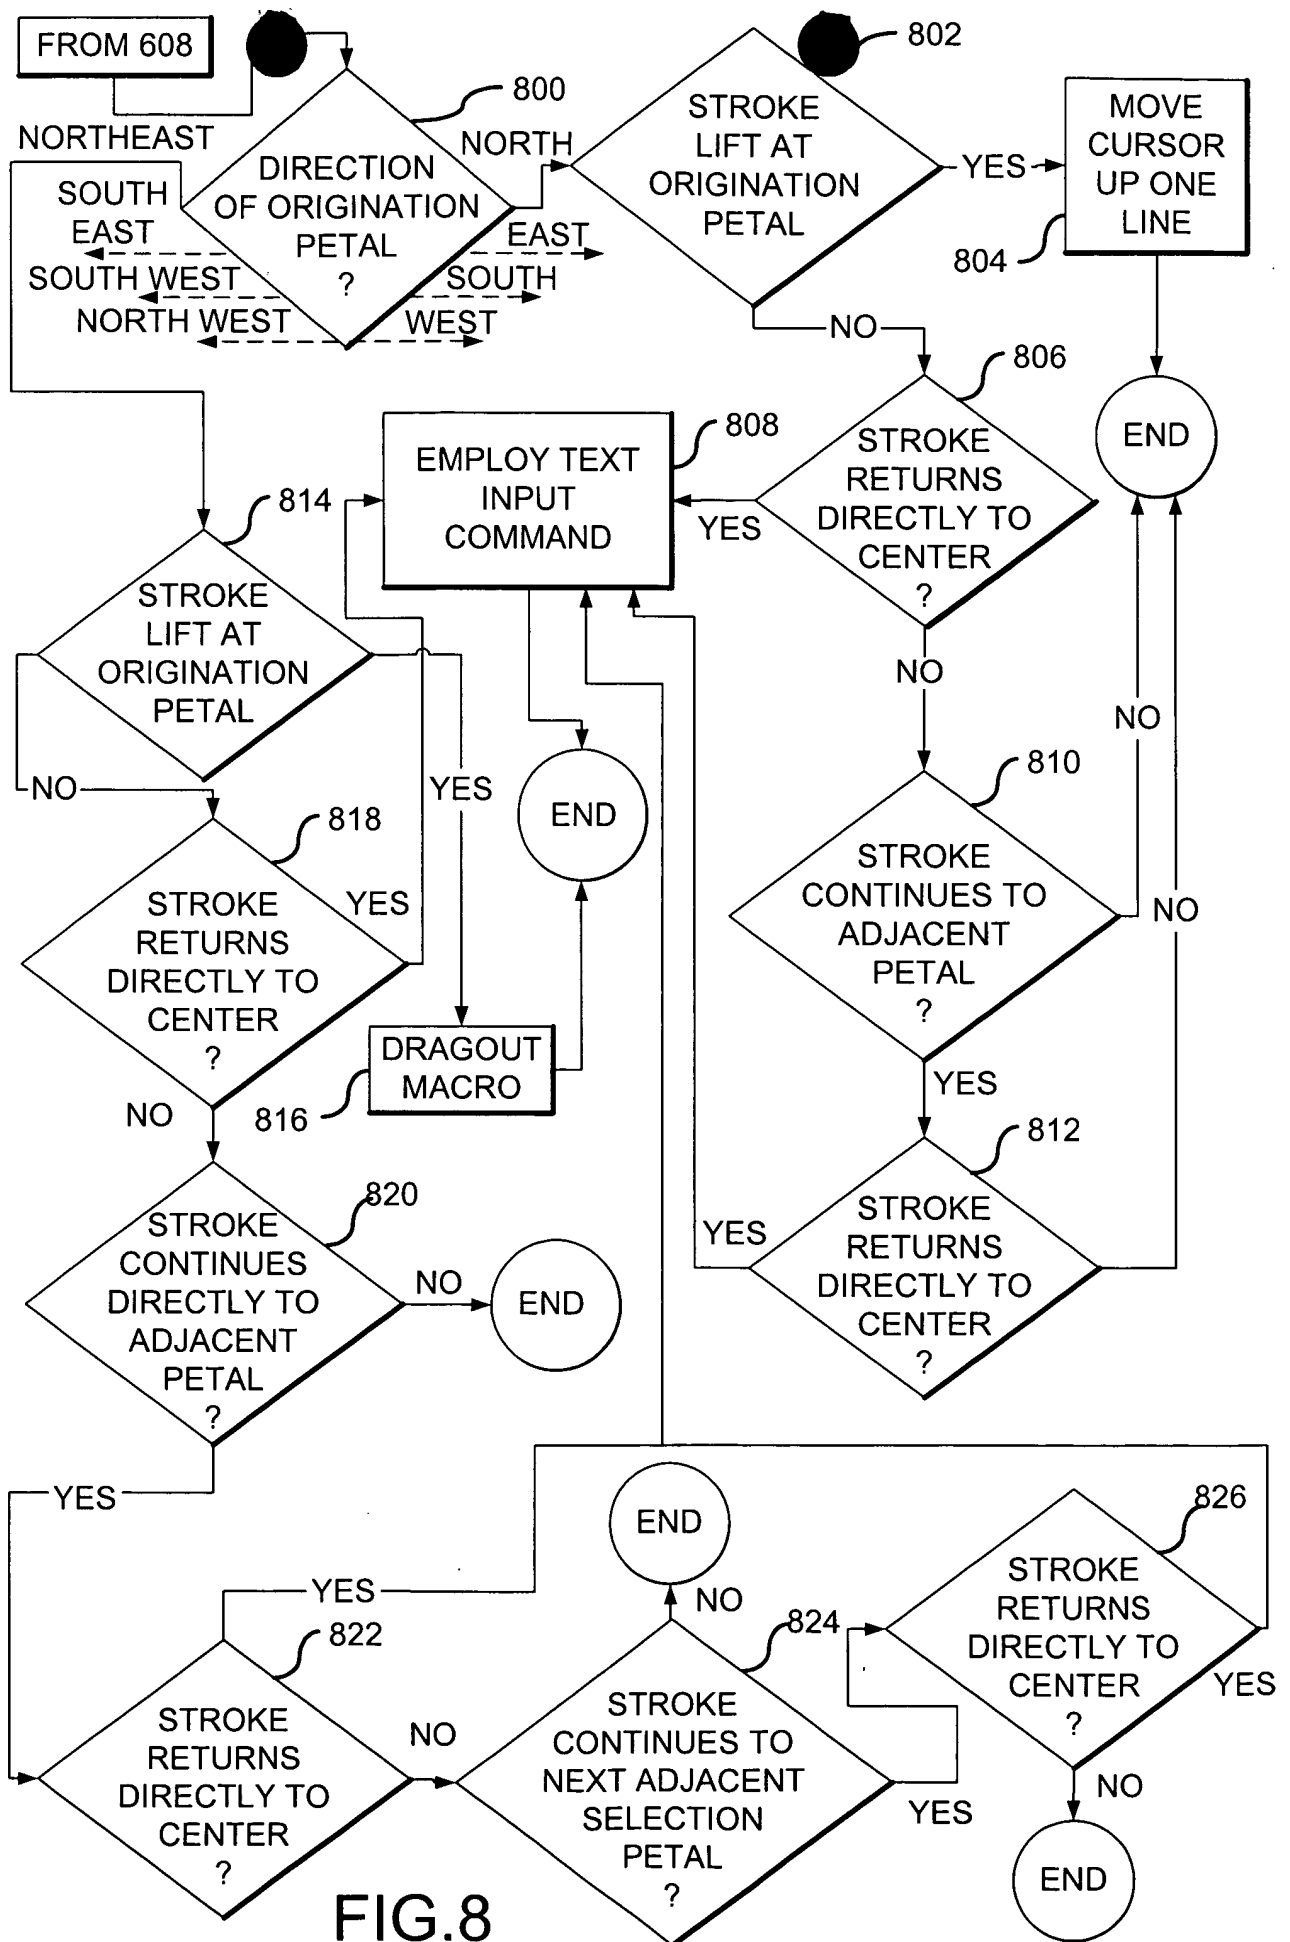 FROM 608
802
800
NORTHEAST
NORTH
STROKE
LIFT AT
ORIGINATION
PETAL
YES
MOVE
CURSOR
UP ONE
LINE
804
DIRECTION
OF ORIGINATION
PETAL
?
SOUTH
EAST
SOUTH WEST
NORTH WEST
EAST
SOUTH
WEST
NO
806
808
EMPLOY TEXT
INPUT
COMMAND
YES
STROKE
RETURNS
DIRECTLY TO
CENTER
?
END
814
STROKE
LIFT AT
ORIGINATION
PETAL
NO
NO
NO
YES
END
810
818
STROKE
RETURNS
DIRECTLY TO
CENTER
?
YES
STROKE
CONTINUES TO
ADJACENT
PETAL
?
NO
DRAGOUT
MACRO
816
NO
YES
812
820
STROKE
CONTINUES
DIRECTLY TO
ADJACENT
PETAL
?
NO
END
YES
STROKE
RETURNS
DIRECTLY TO
CENTER
?
YES
END
826
YES
NO
822
824
STROKE
RETURNS
DIRECTLY TO
CENTER
?
YES
STROKE
RETURNS
DIRECTLY TO
CENTER
?
NO
STROKE
CONTINUES TO
NEXT ADJACENT
SELECTION
PETAL
?
YES
NO
END
FIG.8